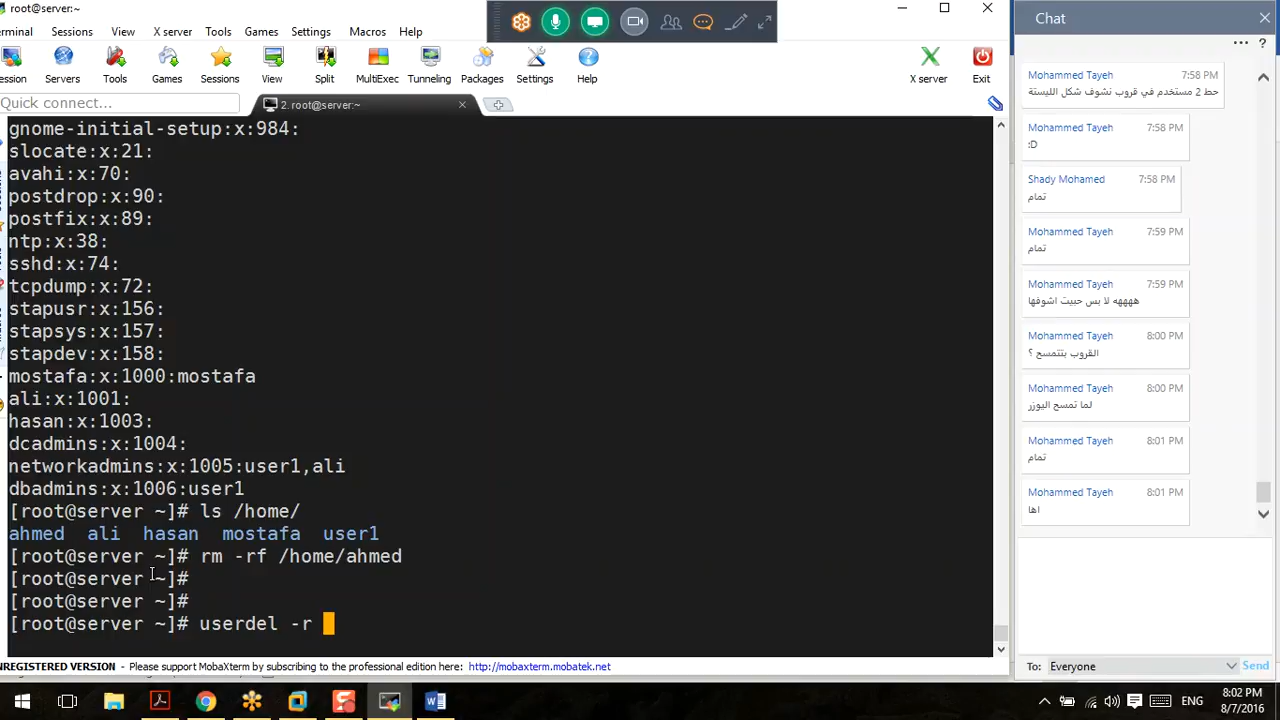 root@server:~
erminal
essions
View
X server
Tools
Games
Settings
Macros
Help
ession
Servers
Tools
Games
Sessions
View
Split
MultiExec
Tunneling
Packages
Settings
Help
X server
Exit
Quick connect...
2. root@server:~
gnome-initial-setup:x:984:
slocate:x:21:
avahi:x:70:
postdrop:x:90:
postfix:x:89:
ntp:x:38:
sshd:x:74:
tcpdump:x:72:
stapusr:x:156:
stapsys:x:157:
stapdev:x:158:
mostafa:x:1000:mostafa
ali:x:1001:
hasan:x:1003:
dcadmins:x:1004:
networkadmins:x:1005:user1,ali
dbadmins:x:1006:user1
[root@server ~]# ls /home/
ahmed ali hasan mostafa user1
[root@server ~]# rm -rf /home/ahmed
[root@server ~]#
[root@server ~]#
[root@server ~]# userdel -r
NREGISTERED VERSION - Please support MobaXterm by subscribing to the professional edition here: http://mobaxterm.mobatek.net
Chat
Mohammed Tayeh 7:58 PM
حط 2 مستخدم في قروب نشوف شكل الليستة
Mohammed Tayeh 7:58 PM
:D
Shady Mohamed 7:58 PM
تمام
Mohammed Tayeh 7:59 PM
تمام
Mohammed Tayeh 7:59 PM
ههههه لا بس حبيت اشوفها
Mohammed Tayeh 8:00 PM
القروب بتتمسح ؟
Mohammed Tayeh 8:00 PM
لما تمسح اليوزر
Mohammed Tayeh 8:01 PM
تمام
Mohammed Tayeh 8:01 PM
اها
To: Everyone Send
ENG
8:02 PM
8/7/2016